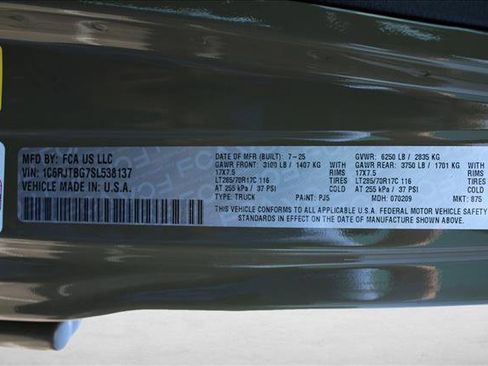 MFD BY: FCA US LLC
VIN: 1C6RJTBG7SL538137
VEHICLE MADE IN U.S.A.
DATE OF MFR (BUILT): 7-25 GVWR: 6250 LB / 2835 KG
GAWR FRONT: 3100 LB / 1407 KG GAWR REAR: 3750 LB / 1701 KG
17X7.5 RIMS 17X7.5 RIMS
LT285/70R17C 116 TIRES LT285/70R17C 116 TIRES
AT 255 kPa / 37 PSI COLD AT 255 kPa / 37 PSI COLD
TYPE: TRUCK PAINT: PJ5 MDH: 070209 MKT: 875
THIS VEHICLE CONFORMS TO ALL APPLICABLE U.S.A. FEDERAL MOTOR VEHICLE SAFETY
STANDARDS IN EFFECT ON THE DATE OF MANUFACTURE SHOWN ABOVE.